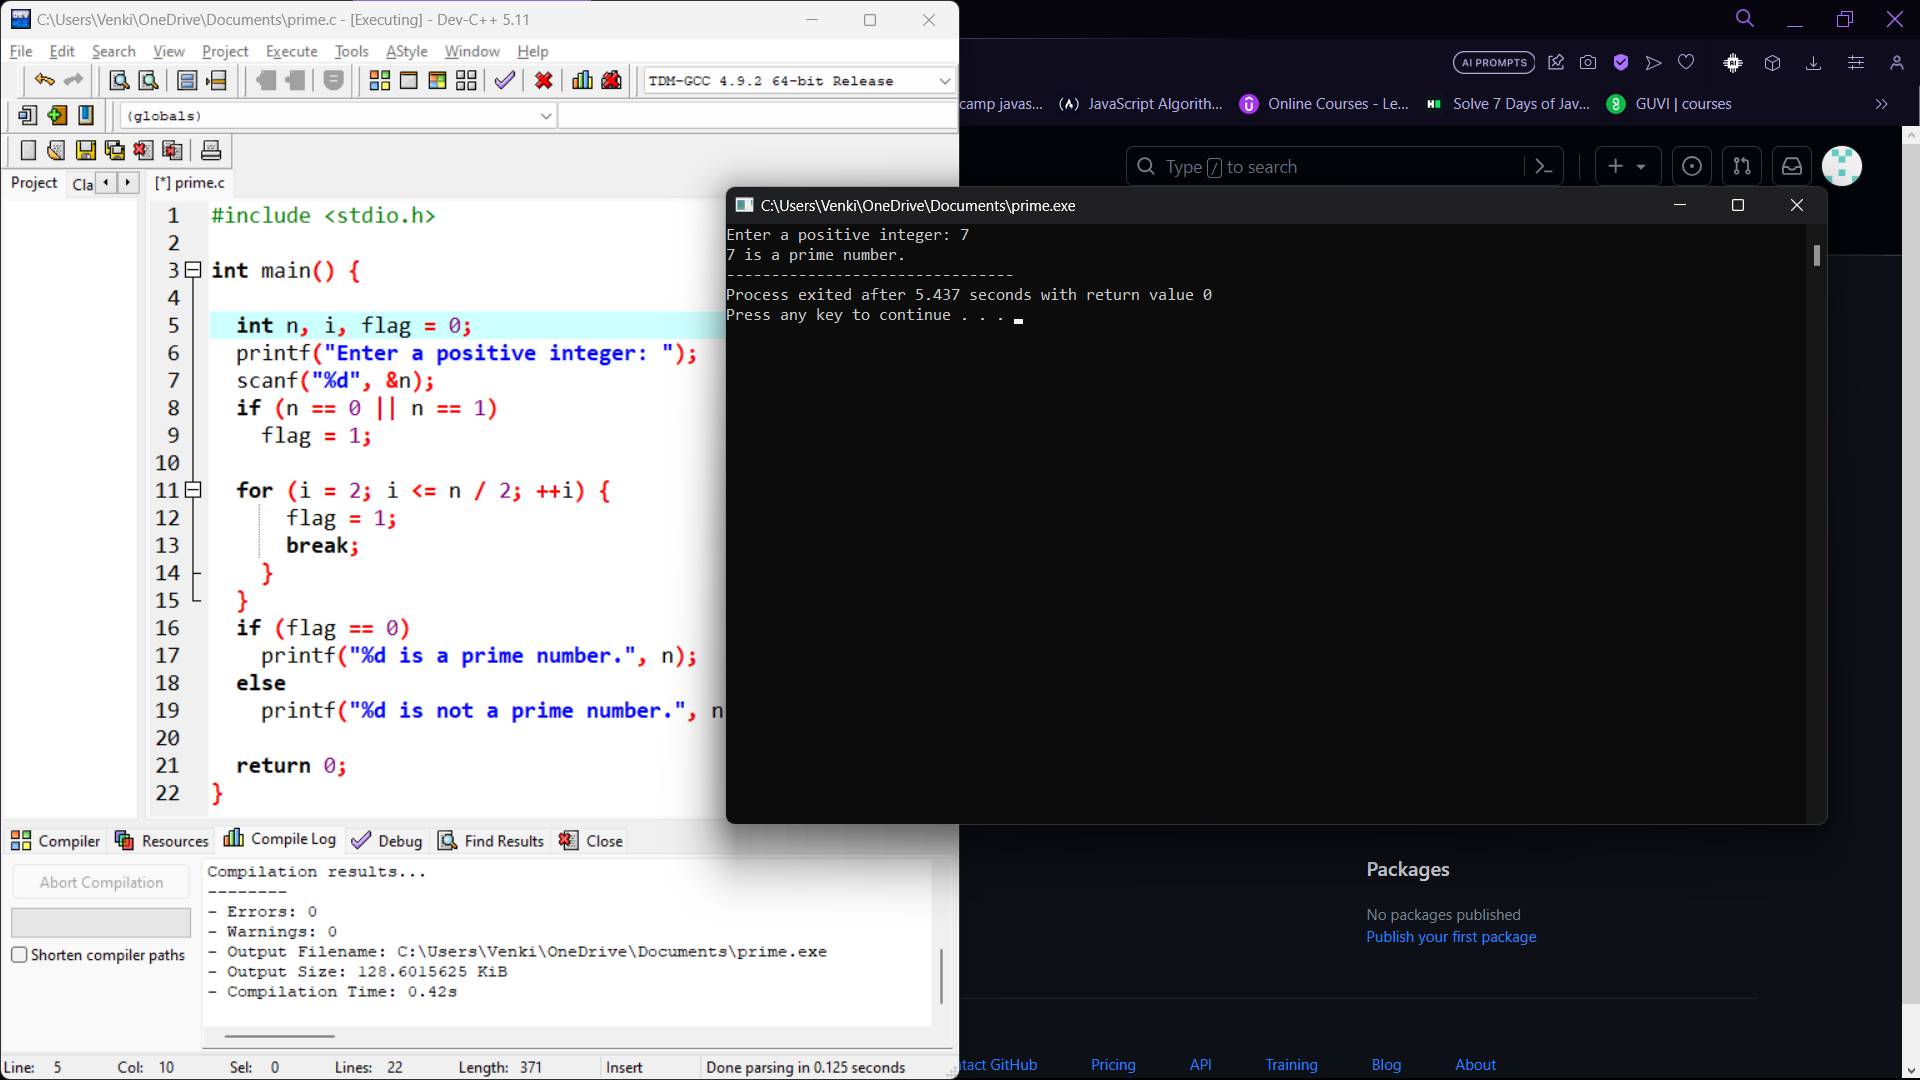 C:\Users\Venki\OneDrive\Documents\prime.c - [Executing] - Dev-C++ 5.11
File Edit Search View Project Execute Tools AStyle Window Help
TDM-GCC 4.9.2 64-bit Release
(globals)
Project Cla [*] prime.c
1 #include <stdio.h>
2
3 int main() {
4
5 int n, i, flag = 0;
6 printf("Enter a positive integer: ");
7 scanf("%d", &n);
8 if (n == 0 || n == 1)
9 flag = 1;
10
11 for (i = 2; i <= n / 2; ++i) {
12 flag = 1;
13 break;
14 }
15 }
16 if (flag == 0)
17 printf("%d is a prime number.", n);
18 else
19 printf("%d is not a prime number.", n
20
21 return 0;
22 }
Compiler Resources Compile Log Debug Find Results Close
Abort Compilation
Shorten compiler paths
Compilation results...
--------
- Errors: 0
- Warnings: 0
- Output Filename: C:\Users\Venki\OneDrive\Documents\prime.exe
- Output Size: 128.6015625 KiB
- Compilation Time: 0.42s
Line: 5 Col: 10 Sel: 0 Lines: 22 Length: 371 Insert Done parsing in 0.125 seconds
AI PROMPTS
camp javas... JavaScript Algorith... Online Courses - Le... Solve 7 Days of Jav... GUVI | courses
Type / to search
C:\Users\Venki\OneDrive\Documents\prime.exe
Enter a positive integer: 7
7 is a prime number.
--------------------------------
Process exited after 5.437 seconds with return value 0
Press any key to continue . . .
Packages
No packages published
Publish your first package
tact GitHub Pricing API Training Blog About